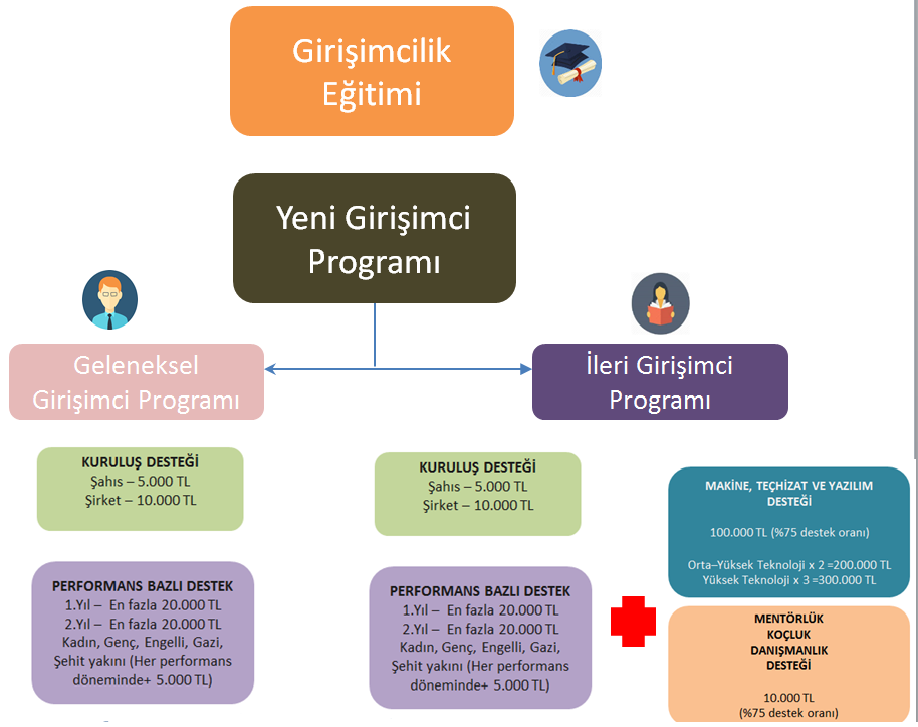 Girişimcilik
Eğitimi
Yeni Girişimci
Programı
Geleneksel
Girişimci Programı
İleri Girişimci
Programı
KURULUŞ DESTEĞİ
Şahıs – 5.000 TL
Şirket – 10.000 TL
KURULUŞ DESTEĞİ
Şahıs – 5.000 TL
Şirket – 10.000 TL
MAKİNE, TEÇHİZAT VE YAZILIM
DESTEĞİ
100.000 TL (%75 destek oranı)
Orta–Yüksek Teknoloji x 2 =200.000 TL
Yüksek Teknoloji x 3 =300.000 TL
PERFORMANS BAZLI DESTEK
1.Yıl – En fazla 20.000 TL
2.Yıl – En fazla 20.000 TL
Kadın, Genç, Engelli, Gazi,
Şehit yakını (Her performans
döneminde+ 5.000 TL)
PERFORMANS BAZLI DESTEK
1.Yıl – En fazla 20.000 TL
2.Yıl – En fazla 20.000 TL
Kadın, Genç, Engelli, Gazi,
Şehit yakını (Her performans
döneminde+ 5.000 TL)
MENTÖRLÜK
KOÇLUK
DANIŞMANLIK
DESTEĞİ
10.000 TL
(%75 destek oranı)